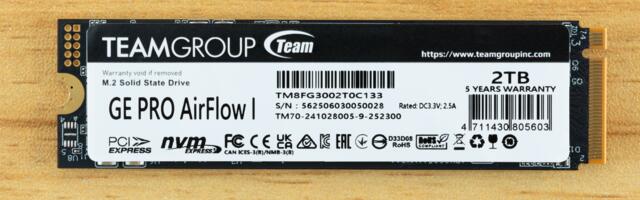 TEAMGROUP Team
https://www.teamgroupinc.com
Warranty void if removed
M.2 Solid State Drive
GE PRO AirFlow I
TM8FG3002T0C133
S/N : 562506030050028 Rated: DC3.3V; 2.5A
TM70-241028005-9-252300
2TB
5 YEARS WARRANTY
4 711430 805603
PCI EXPRESS
nvm EXPRESS
FC CE UK CA
CAN ICES-3(B)/NMB-3(B)
D33D08
RoHS
RoHS
COMPLIANT